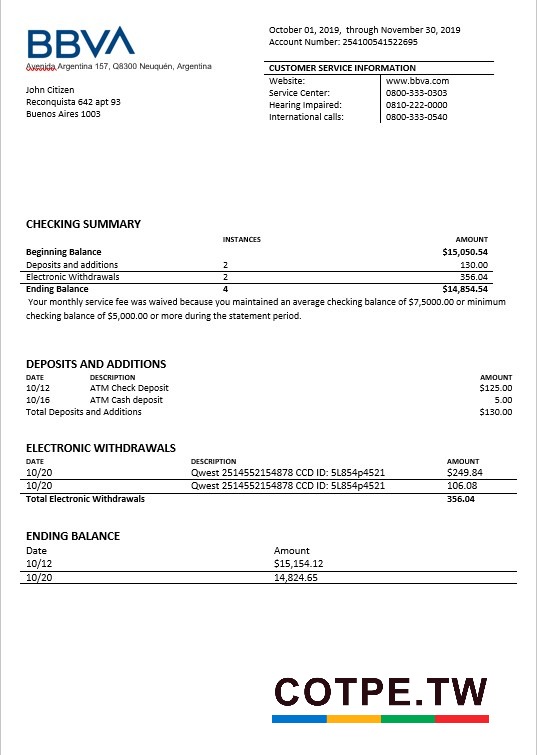 BBVA
Avenida Argentina 157, Q8300 Neuquén, Argentina
John Citizen
Reconquista 642 apt 93
Buenos Aires 1003
October 01, 2019, through November 30, 2019
Account Number: 254100541522695
CUSTOMER SERVICE INFORMATION
Website: www.bbva.com
Service Center: 0800-333-0303
Hearing Impaired: 0810-222-0000
International calls: 0800-333-0540
CHECKING SUMMARY
INSTANCES AMOUNT
Beginning Balance $15,050.54
Deposits and additions 2 130.00
Electronic Withdrawals 2 356.04
Ending Balance 4 $14,854.54
Your monthly service fee was waived because you maintained an average checking balance of $7,5000.00 or minimum
checking balance of $5,000.00 or more during the statement period.
DEPOSITS AND ADDITIONS
DATE DESCRIPTION AMOUNT
10/12 ATM Check Deposit $125.00
10/16 ATM Cash deposit 5.00
Total Deposits and Additions $130.00
ELECTRONIC WITHDRAWALS
DATE DESCRIPTION AMOUNT
10/20 Qwest 2514552154878 CCD ID: 5L854p4521 $249.84
10/20 Qwest 2514552154878 CCD ID: 5L854p4521 106.08
Total Electronic Withdrawals 356.04
ENDING BALANCE
Date Amount
10/12 $15,154.12
10/20 14,824.65
COTPE.TW